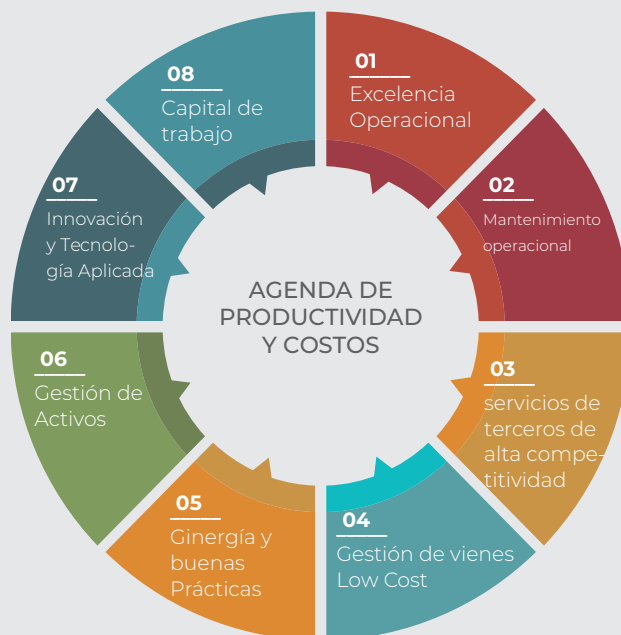 AGENDA DE
PRODUCTIVIDAD
Y COSTOS
01
Excelencia
Operacional
02
Mantenimiento
operacional
03
servicios de
terceros de
alta compe-
titividad
04
Gestión de vienes
Low Cost
05
Ginergía y
buenas
Prácticas
06
Gestión de
Activos
07
Innovación
y Tecnolo-
gía Aplicada
08
Capital de
trabajo